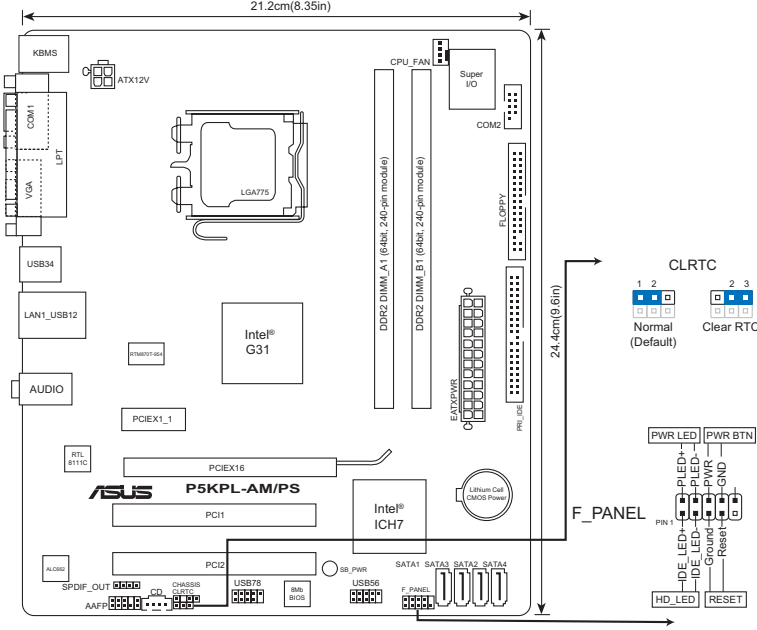 21.2cm(8.35in)
KBMS
ATX12V
CPU_FAN
Super
I/O
COM2
COM1
LPT
VGA
LGA775
DDR2 DIMM_A1 (64bit, 240-pin module)
DDR2 DIMM_B1 (64bit, 240-pin module)
FLOPPY
24.4cm(9.6in)
USB34
LAN1_USB12
Intel®
G31
RTM870T-954
EATXPWR
PRI_IDE
AUDIO
PCIEX1_1
RTL
8111C
PCIEX16
ASUS
P5KPL-AM/PS
Lithium Cell
CMOS Power
PCI1
Intel®
ICH7
ALC662
PCI2
SB_PWR
SATA1 SATA3 SATA2 SATA4
SPDIF_OUT
CD
CHASSIS
CLRTC
USB78
AAFP
8Mb
BIOS
USB56
F_PANEL
CLRTC
1 2
2 3
Normal
(Default)
Clear RTC
PWR LED
PWR BTN
PLED+
PLED-
PWR
GND
F_PANEL
PIN 1
IDE_LED+
IDE_LED-
Ground
Reset
HD_LED
RESET